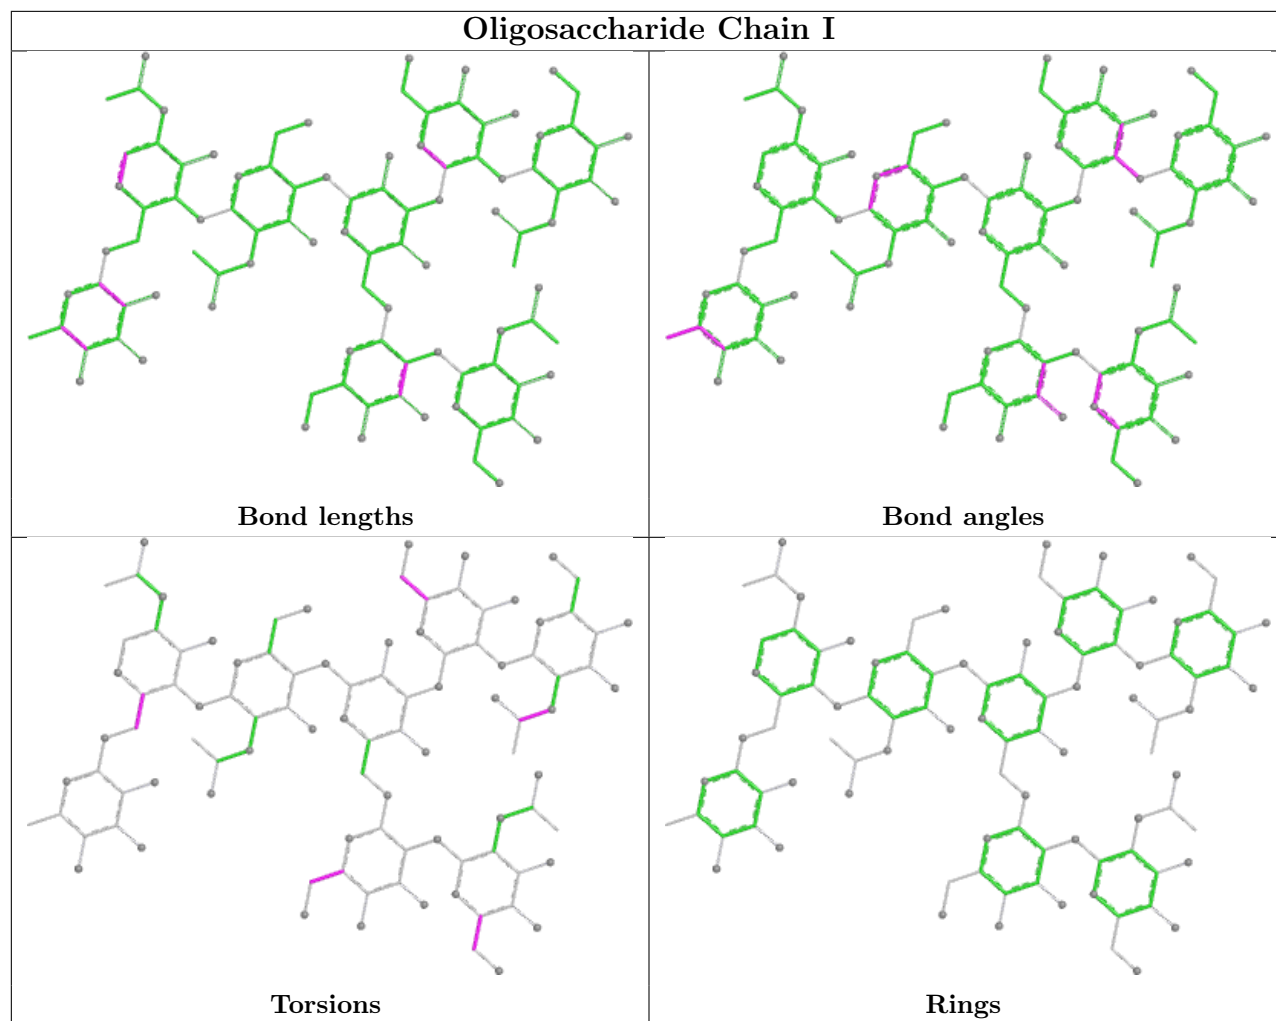 Oligosaccharide Chain I
Bond lengths
Bond angles
Torsions
Rings